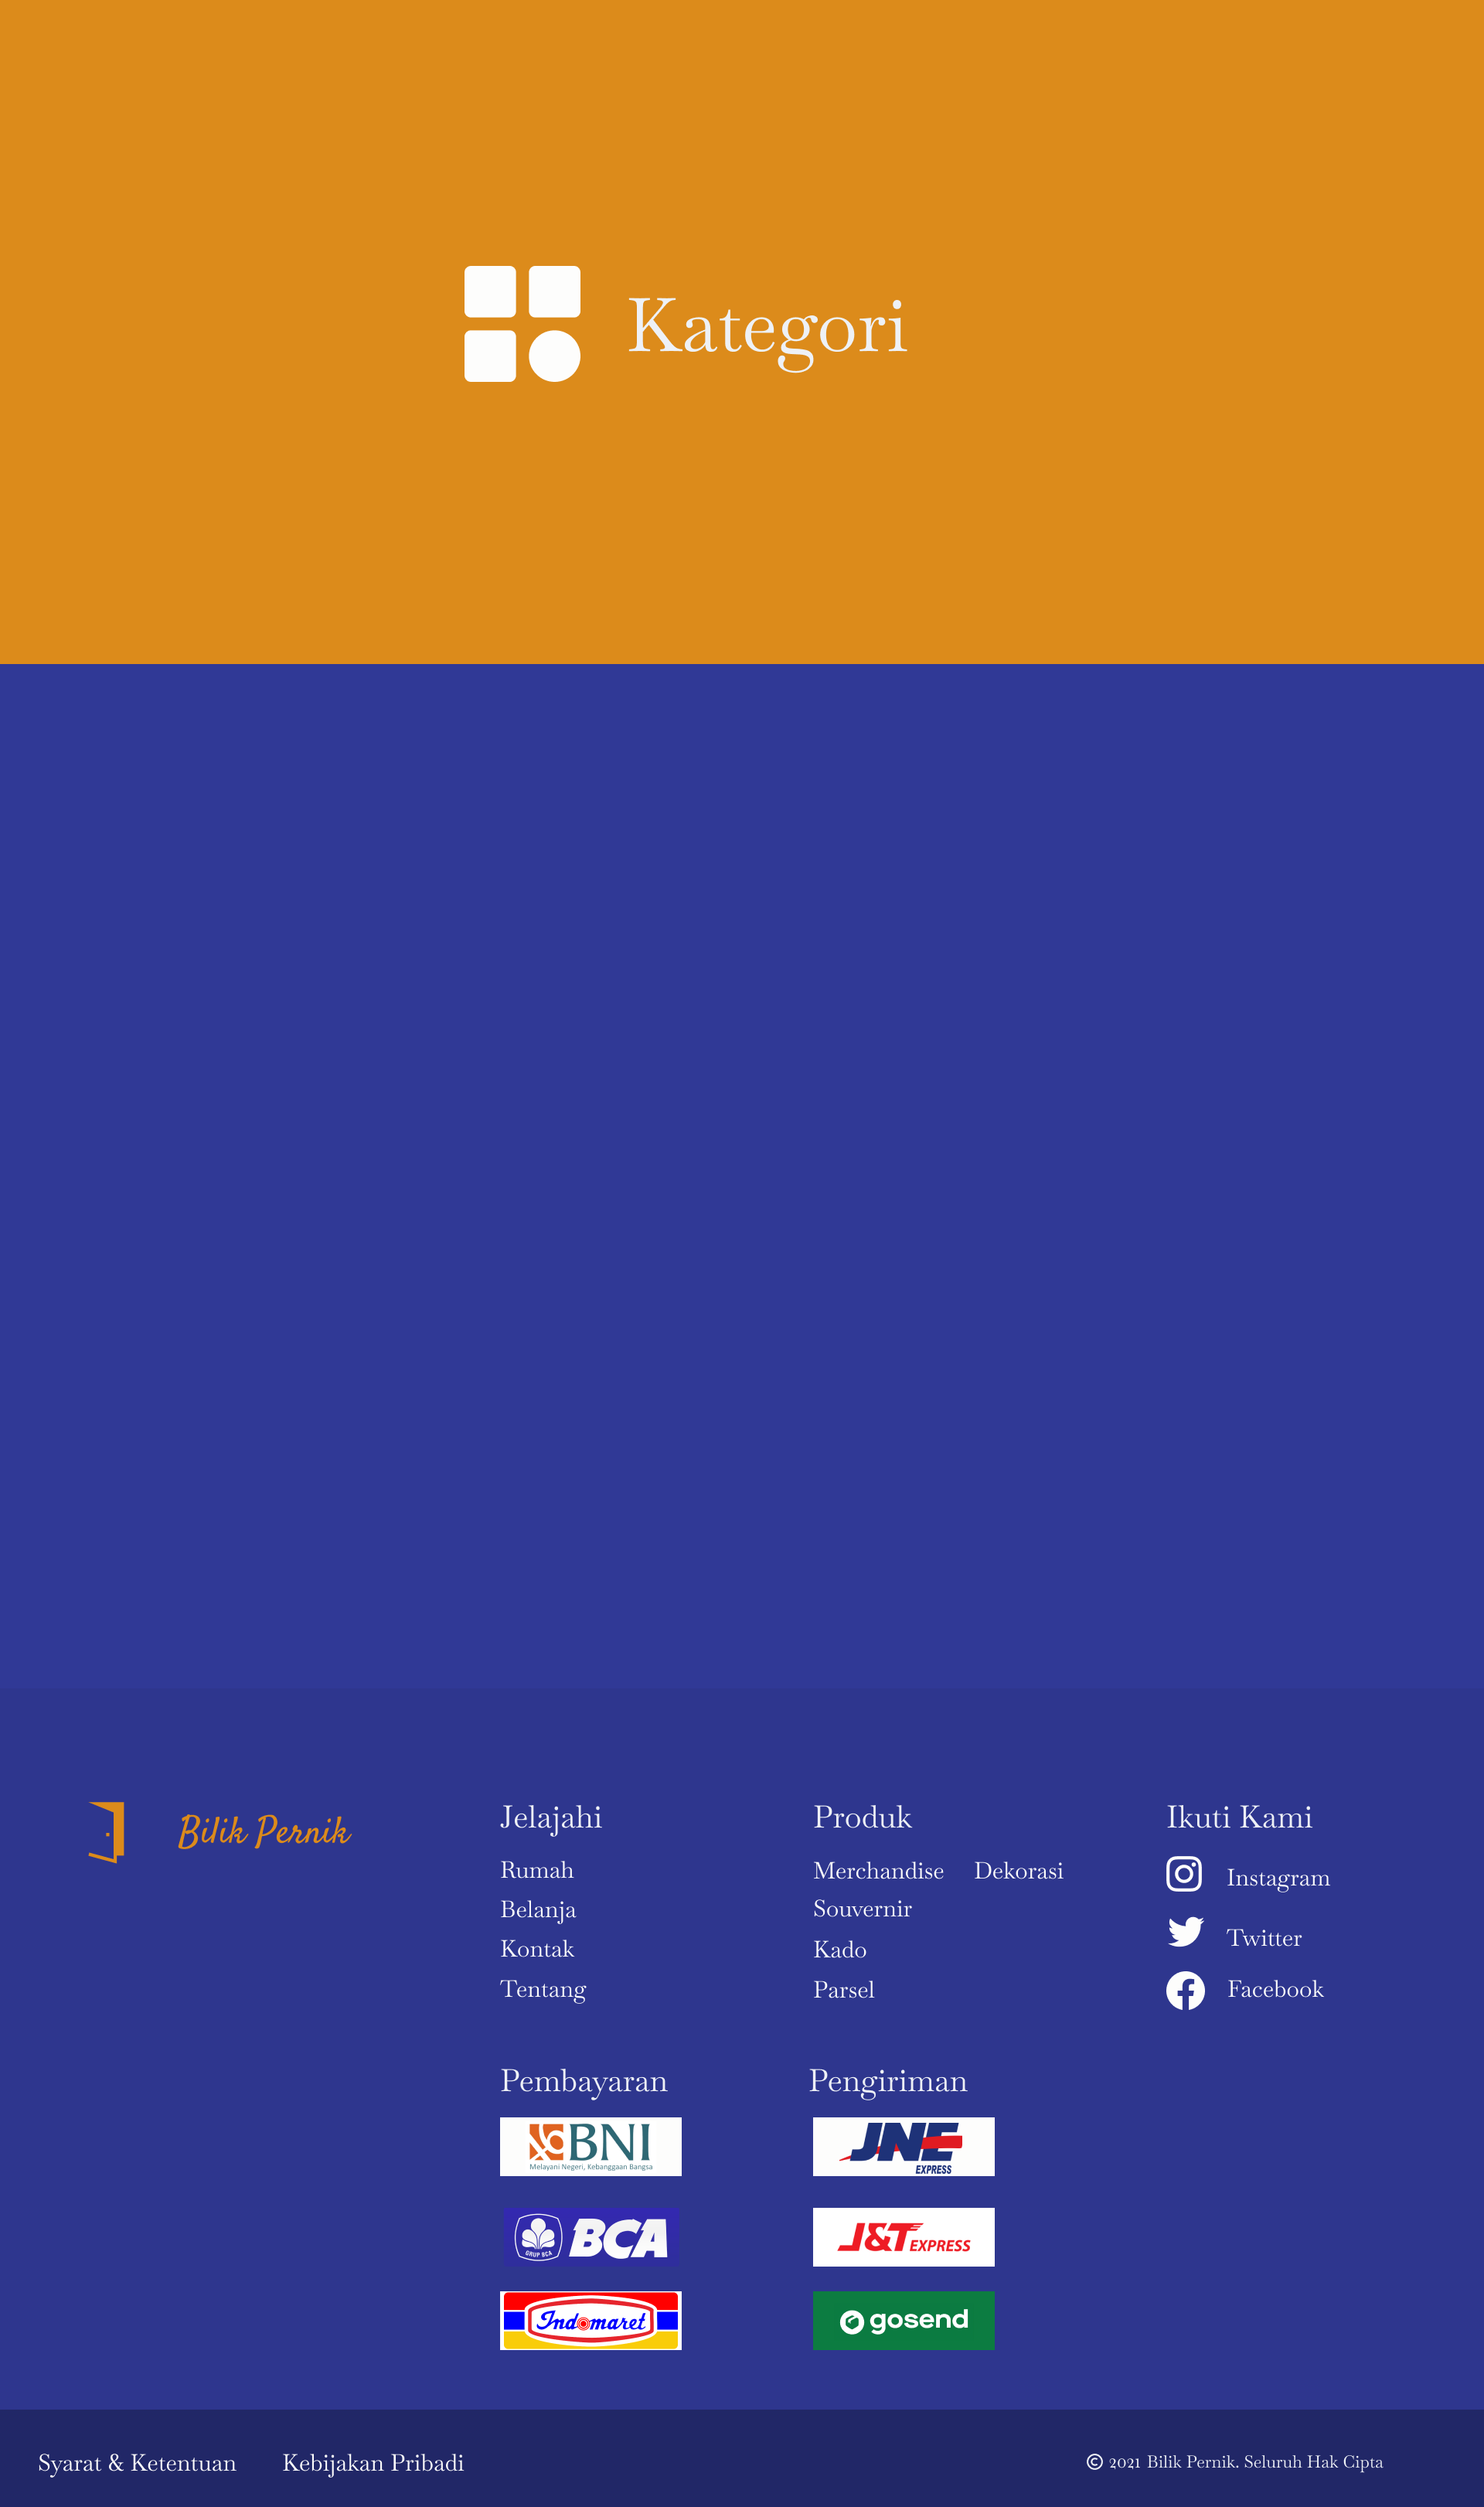 Kategori
Bilik Pernik
Jelajahi
Rumah
Belanja
Kontak
Tentang
Produk
Merchandise Dekorasi
Souvernir
Kado
Parsel
Ikuti Kami
Instagram
Twitter
Facebook
Pembayaran
BNI
Melayani Negeri, Kebanggaan Bangsa
GRUP BCA
BCA
Indomaret
Pengiriman
JNE
EXPRESS
J&T EXPRESS
gosend
Syarat & Ketentuan Kebijakan Pribadi
© 2021 Bilik Pernik. Seluruh Hak Cipta